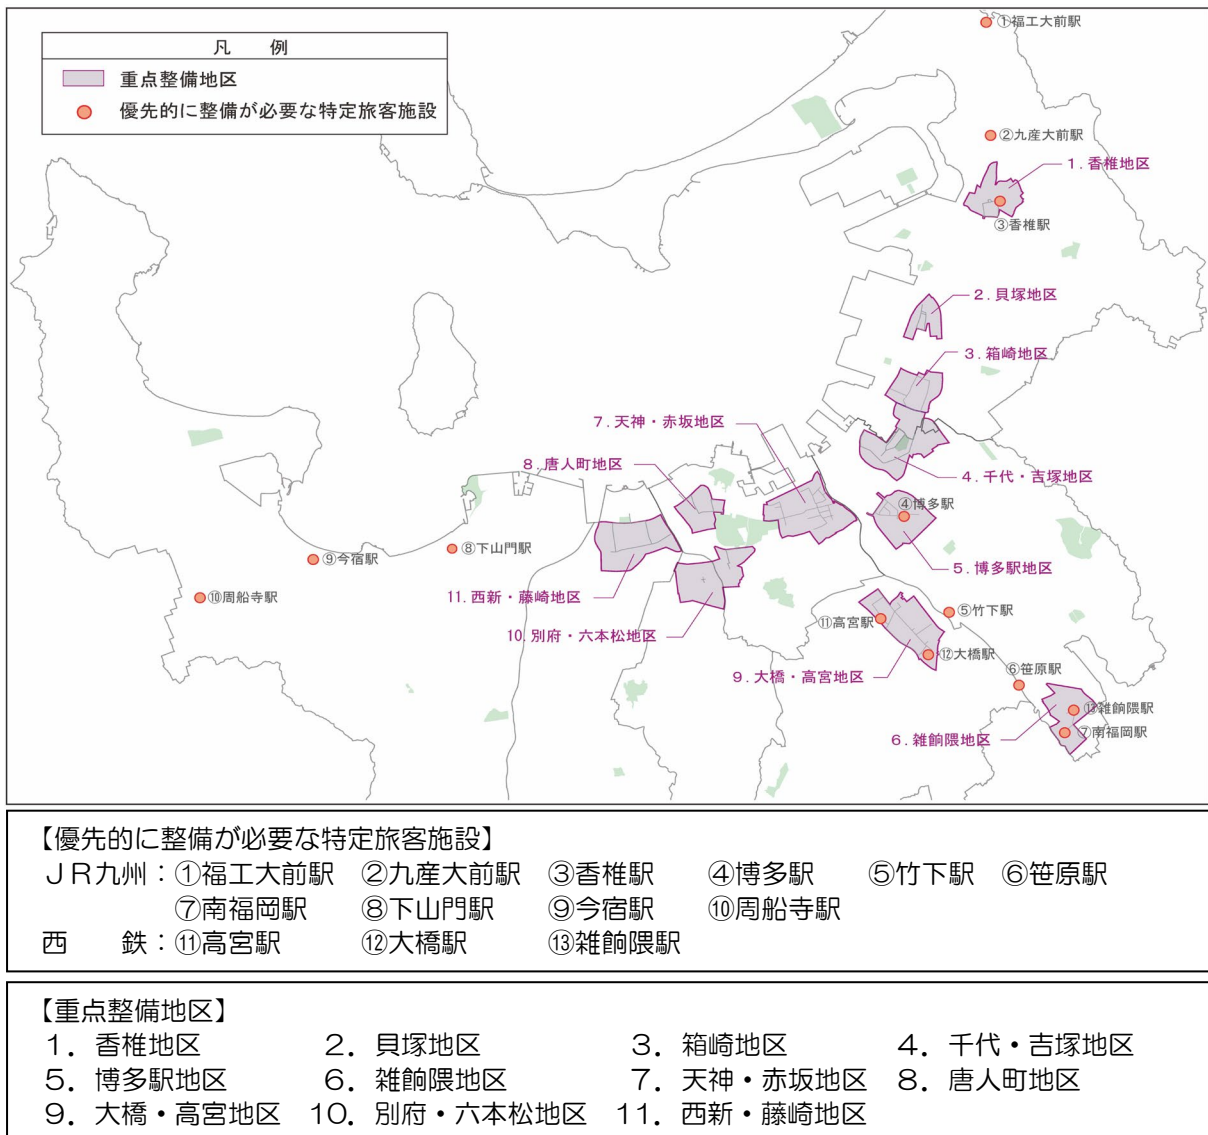 凡　例
重点整備地区
優先的に整備が必要な特定旅客施設
①福工大前駅
②九産大前駅
1.香椎地区
③香椎駅
2.貝塚地区
3.箱崎地区
7.天神・赤坂地区
8.唐人町地区
4.千代・吉塚地区
④博多駅
⑧下山門駅
⑨今宿駅
5.博多駅地区
11.西新・藤崎地区
⑩周船寺駅
⑤竹下駅
⑪高宮駅
10.別府・六本松地区
⑫大橋駅
⑥笹原駅
9.大橋・高宮地区
⑬雑餉隈駅
⑦南福岡駅
6.雑餉隈地区
【優先的に整備が必要な特定旅客施設】
JR九州：①福工大前駅　②九産大前駅　③香椎駅　④博多駅　⑤竹下駅　⑥笹原駅
⑦南福岡駅　⑧下山門駅　⑨今宿駅　⑩周船寺駅
西　鉄：⑪高宮駅　⑫大橋駅　⑬雑餉隈駅
【重点整備地区】
1．香椎地区　2．貝塚地区　3．箱崎地区　4．千代・吉塚地区
5．博多駅地区　6．雑餉隈地区　7．天神・赤坂地区　8．唐人町地区
9．大橋・高宮地区　10．別府・六本松地区　11．西新・藤崎地区